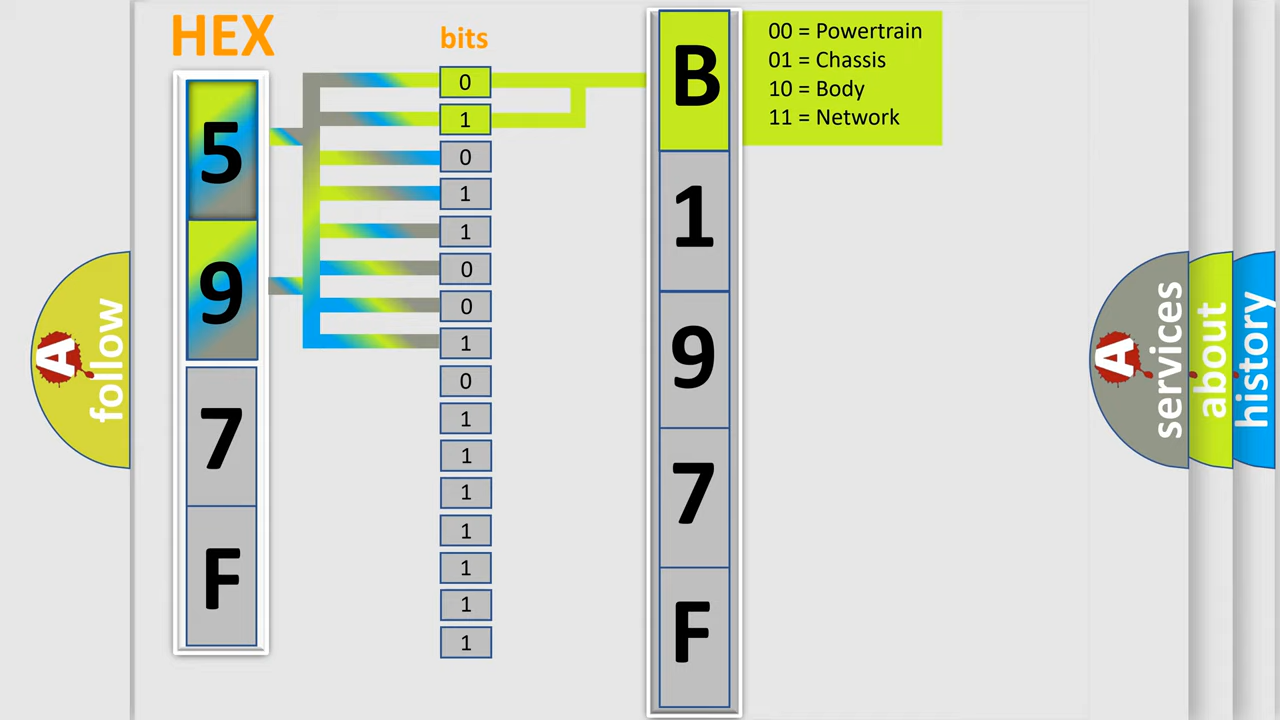 HEX
bits
5
9
7
F
0
1
0
1
1
0
0
1
0
1
1
1
1
1
1
1
B
1
9
7
F
00 = Powertrain
01 = Chassis
10 = Body
11 = Network
A
follow
A
services
about
history